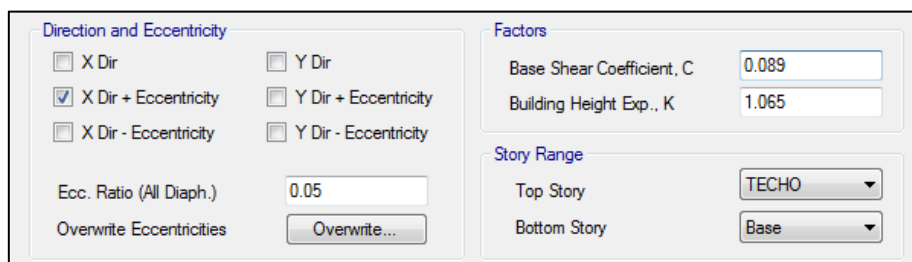 Direction and Eccentricity
X Dir
Y Dir
X Dir + Eccentricity
Y Dir + Eccentricity
X Dir - Eccentricity
Y Dir - Eccentricity
Ecc. Ratio (All Diaph.)
0.05
Overwrite Eccentricities
Overwrite...
Factors
Base Shear Coefficient, C
0.089
Building Height Exp., K
1.065
Story Range
Top Story
TECHO
Bottom Story
Base